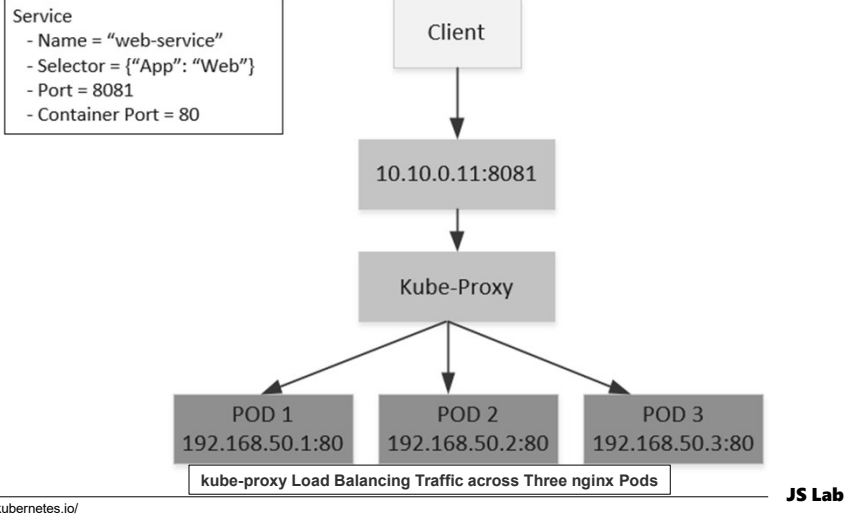 Service
- Name = “web-service”
- Selector = {“App”: “Web”}
- Port = 8081
- Container Port = 80
Client
10.10.0.11:8081
Kube-Proxy
POD 1
192.168.50.1:80
POD 2
192.168.50.2:80
POD 3
192.168.50.3:80
kube-proxy Load Balancing Traffic across Three nginx Pods
JS Lab
ubernetes.io/